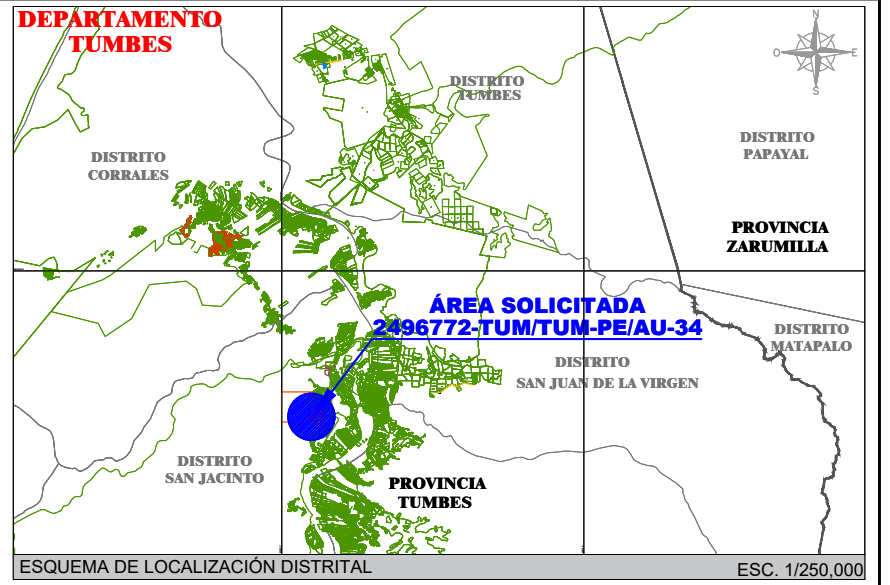 DEPARTAMENTO
TUMBES
N
O
E
S
DISTRITO
TUMBES
DISTRITO
PAPAYAL
DISTRITO
CORRALES
PROVINCIA
ZARUMILLA
ÁREA SOLICITADA
2496772-TUM/TUM-PE/AU-34
DISTRITO
MATAPALO
DISTRITO
SAN JUAN DE LA VIRGEN
DISTRITO
SAN JACINTO
PROVINCIA
TUMBES
ESQUEMA DE LOCALIZACIÓN DISTRITAL
ESC. 1/250,000